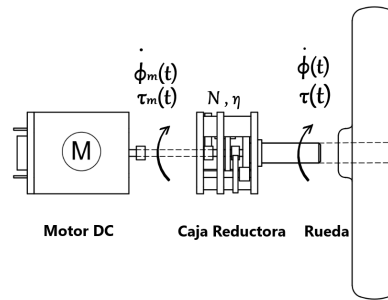 ϕ̇ₘ(t)
τₘ(t)
N , η
ϕ̇(t)
τ(t)
M
Motor DC
Caja Reductora
Rueda